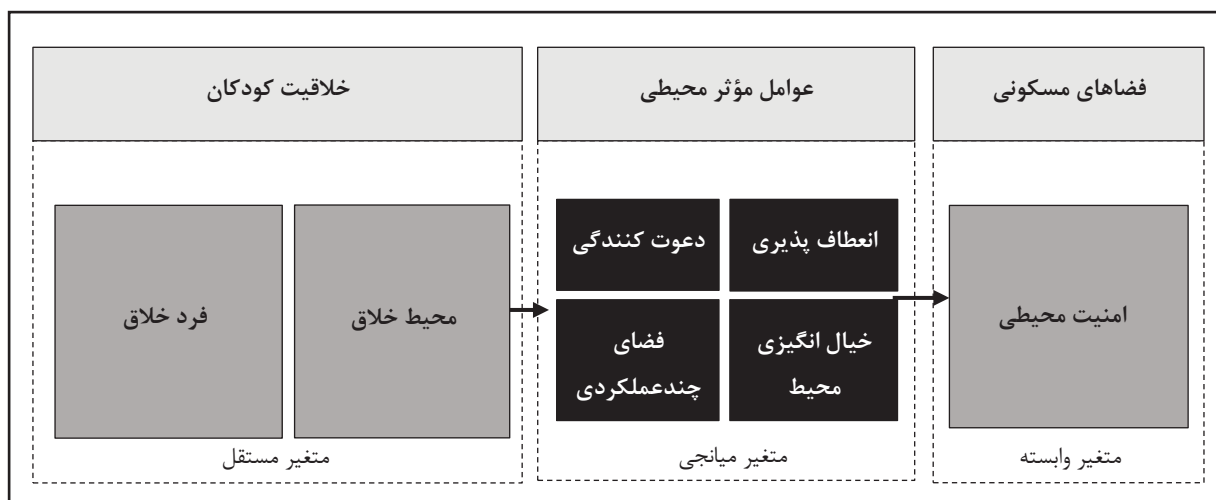 فضاهای مسکونی
عوامل مؤثر محیطی
خلاقیت کودکان
امنیت محیطی
انعطاف پذیری
دعوت کنندگی
خیال انگیزی
محیط
فضای
چندعملکردی
محیط خلاق
فرد خلاق
متغیر وابسته
متغیر میانجی
متغیر مستقل